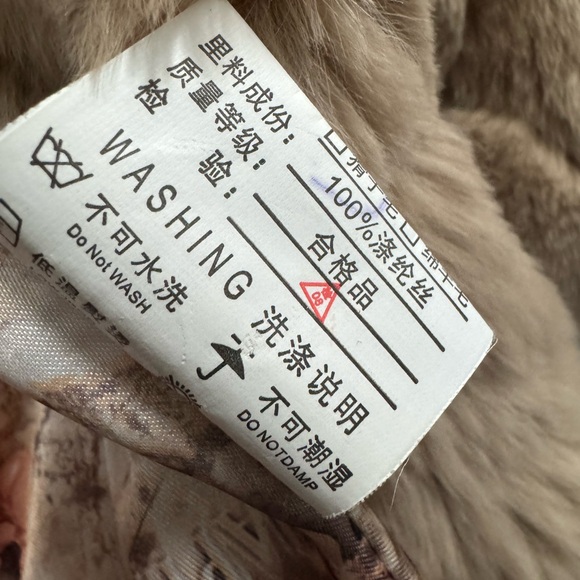 里料成份：100%涤纶丝
质量等级：合格品
检 验：
06
WASHING 洗涤说明
不可水洗
Do Not WASH
不可潮湿
DO NOTDAMP